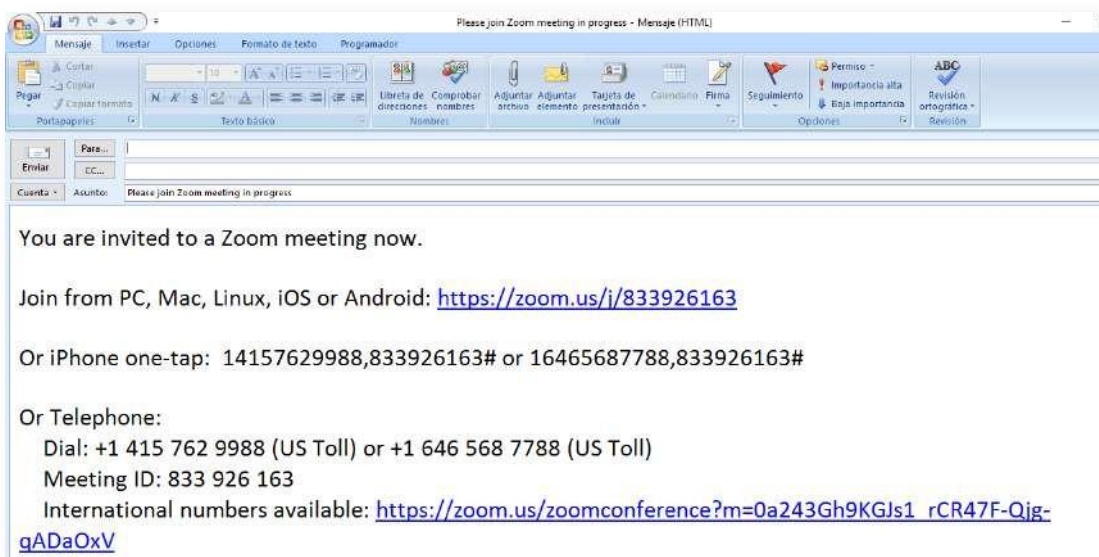 Please join Zoom meeting in progress - Mensaje (HTML)
Mensaje Insertar Opciones Formato de texto Programador
Pegar
Cortar
Copiar
Copiar formato
Portapapeles
10
N K S
Texto básico
Libreta de direcciones
Comprobar nombres
Nombres
Adjuntar archivo
Adjuntar elemento
Tarjeta de presentación
Calendario
Firma
Incluir
Seguimiento
Permiso
Importancia alta
Baja importancia
Opciones
ABC
Revisión ortográfica
Revisión
Enviar
Para...
CC...
Cuenta
Asunto: Please join Zoom meeting in progress
You are invited to a Zoom meeting now.
Join from PC, Mac, Linux, iOS or Android: https://zoom.us/j/833926163
Or iPhone one-tap: 14157629988,833926163# or 16465687788,833926163#
Or Telephone:
Dial: +1 415 762 9988 (US Toll) or +1 646 568 7788 (US Toll)
Meeting ID: 833 926 163
International numbers available: https://zoom.us/zoomconference?m=0a243Gh9KGJs1_rCR47F-Qjg-
qADaOxV